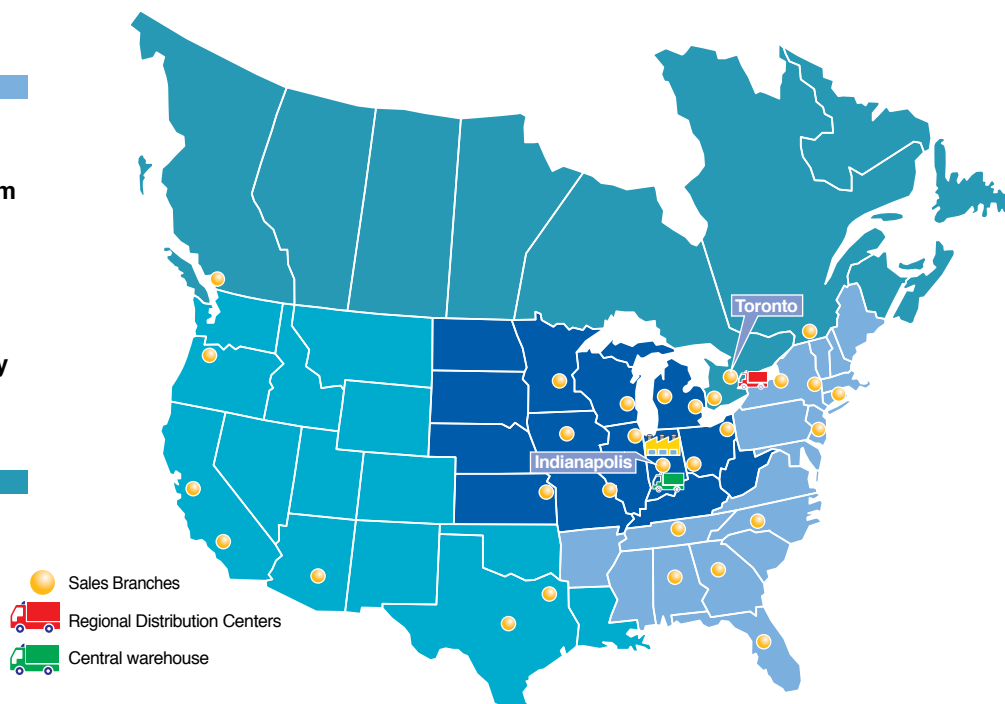 m
y
Toronto
Indianapolis
Sales Branches
Regional Distribution Centers
Central warehouse